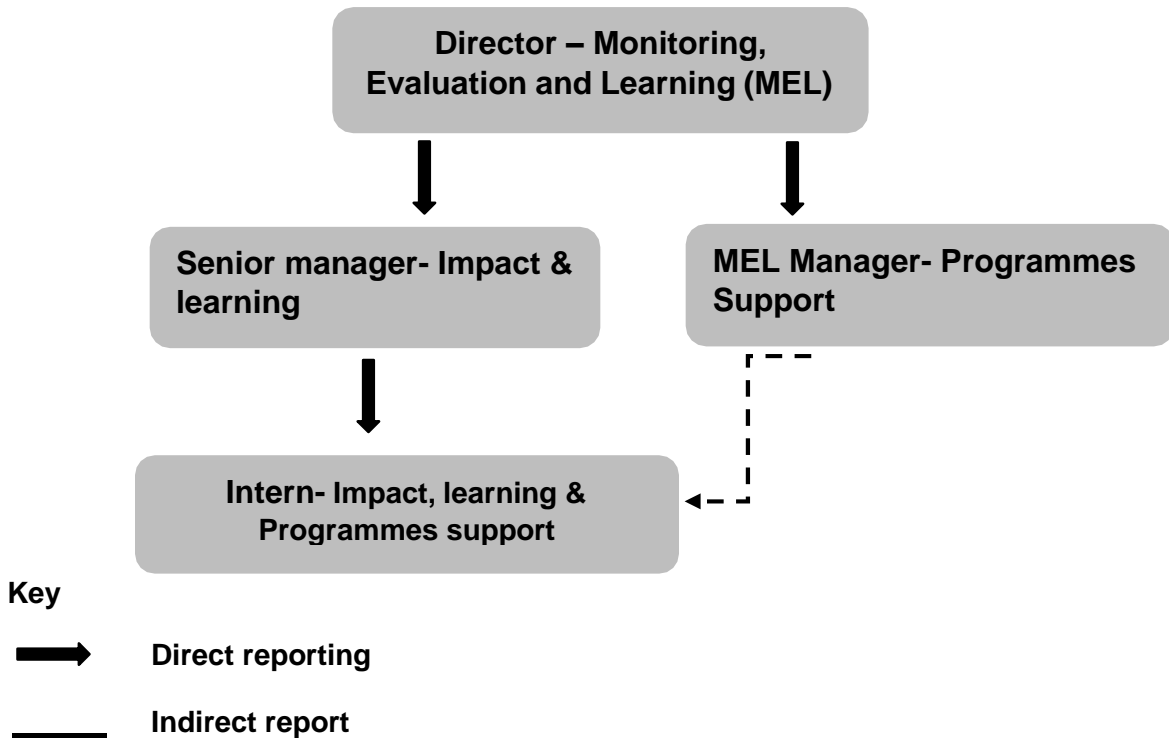 Director – Monitoring,
Evaluation and Learning (MEL)
Senior manager- Impact &
learning
MEL Manager- Programmes
Support
Intern- Impact, learning &
Programmes support
Key
Direct reporting
Indirect report